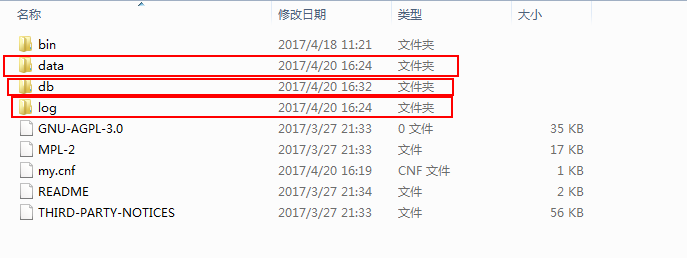 名称 修改日期 类型 大小
bin 2017/4/18 11:21 文件夹
data 2017/4/20 16:24 文件夹
db 2017/4/20 16:32 文件夹
log 2017/4/20 16:24 文件夹
GNU-AGPL-3.0 2017/3/27 21:33 0 文件 35 KB
MPL-2 2017/3/27 21:33 文件 17 KB
my.cnf 2017/4/20 16:19 CNF 文件 1 KB
README 2017/3/27 21:34 文件 2 KB
THIRD-PARTY-NOTICES 2017/3/27 21:33 文件 56 KB